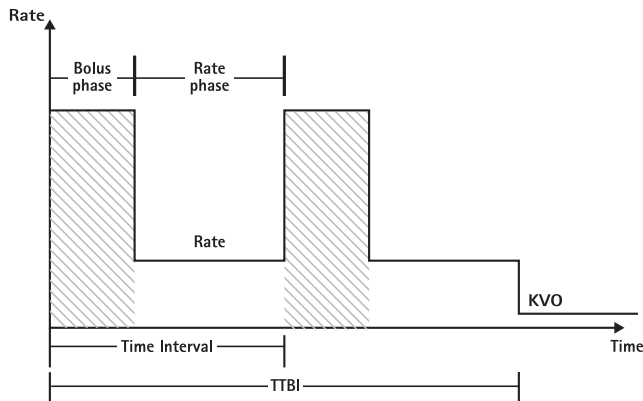 Rate
Bolus
phase
Rate
phase
Rate
KVO
Time
Time Interval
TTBI